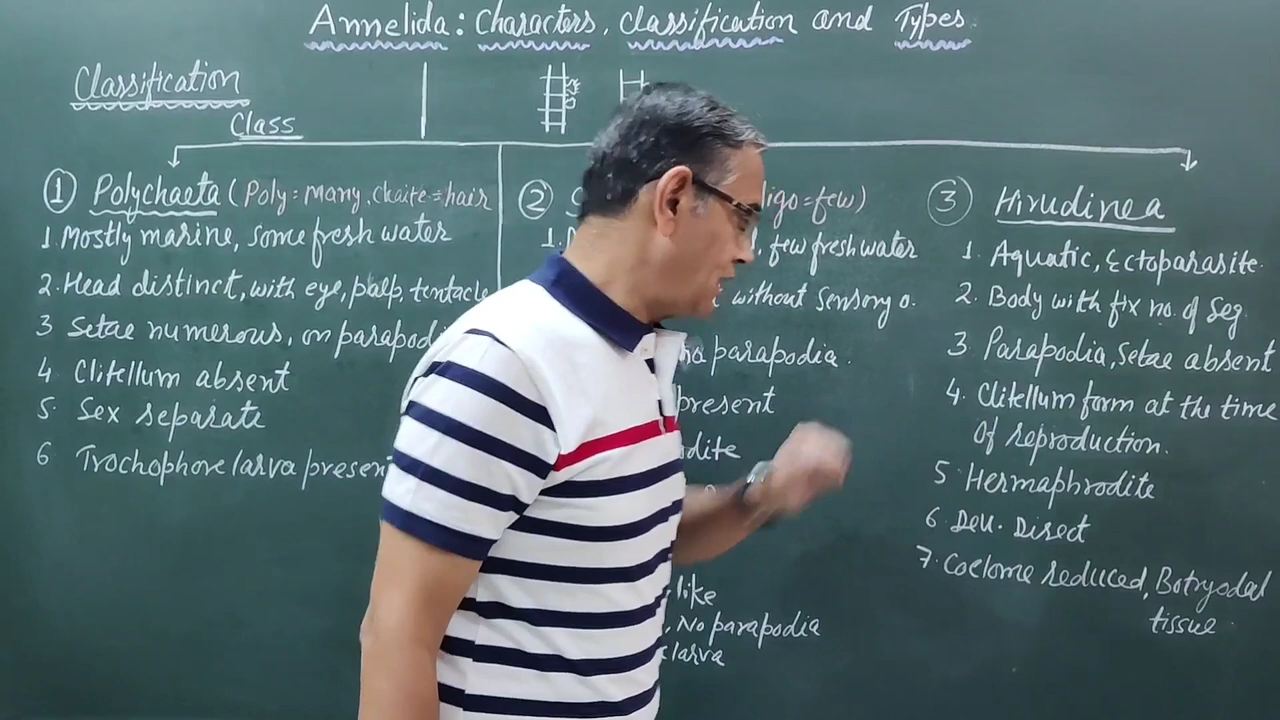 Annelida: Characters, Classification and Types
Classification
Class
① Polychaeta (Poly=many, chaite=hair
1. Mostly marine, some fresh water
2. Head distinct, with eye, palp, tentacle
3 Setae numerous, on parapod
4. Clitellum absent
5. Sex separate
6 Trochophore larva presen
② igo=few)
1. , few freshwater
without sensory o.
no parapodia.
present
dite
like
, No parapodia
larva
③ Hirudinea
1. Aquatic, Ectoparasite.
2. Body with fix no. of seg.
3 Parapodia, Setae absent
4. Clitellum form at the time
of reproduction.
5 Hermaphrodite
6 Dev. Direct
7. Coelome reduced, Botryodal
tissue